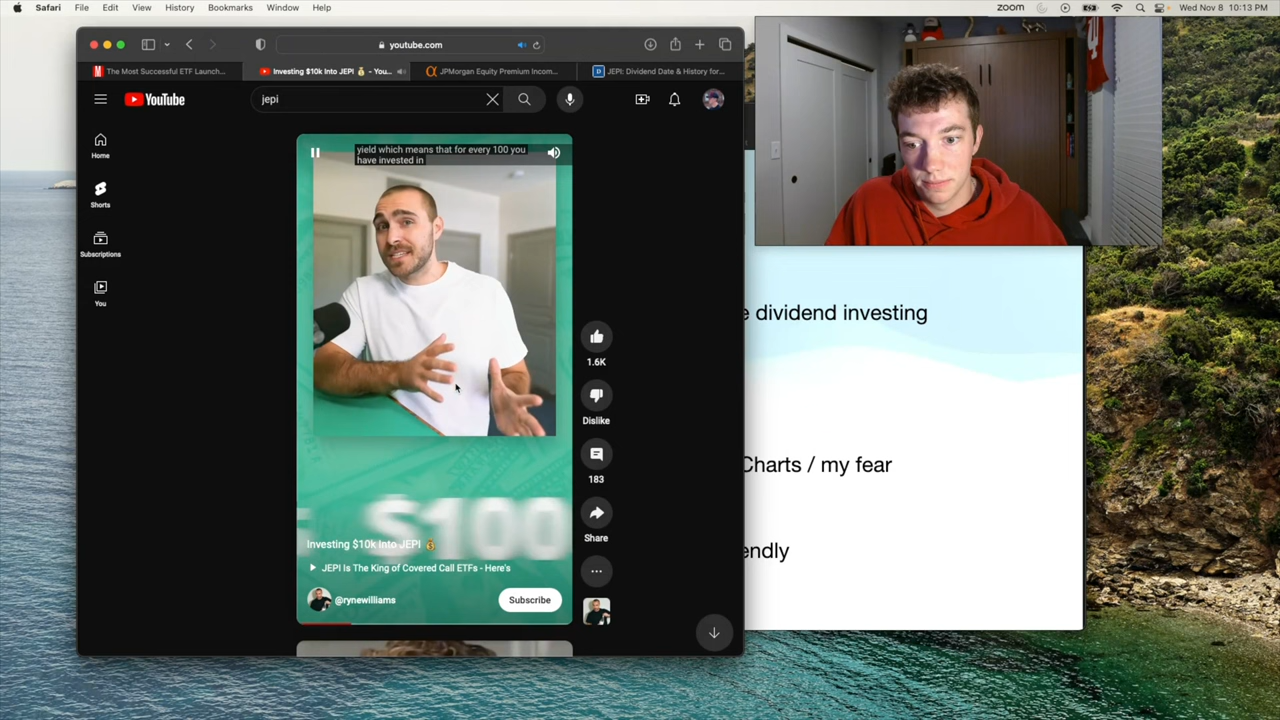 Safari File Edit View History Bookmarks Window Help
zoom Wed Nov 8 10:13 PM
youtube.com
The Most Successful ETF Launch...
Investing $10k Into JEPI 💰 - You...
JPMorgan Equity Premium Incom...
JEPI: Dividend Date & History for...
YouTube
jepi
Home
Shorts
Subscriptions
You
yield which means that for every 100 you
have invested in
$100
Investing $10k Into JEPI 💰
JEPI Is The King of Covered Call ETFs - Here's
@rynewilliams
Subscribe
1.6K
Dislike
183
Share
e dividend investing
Charts / my fear
endly